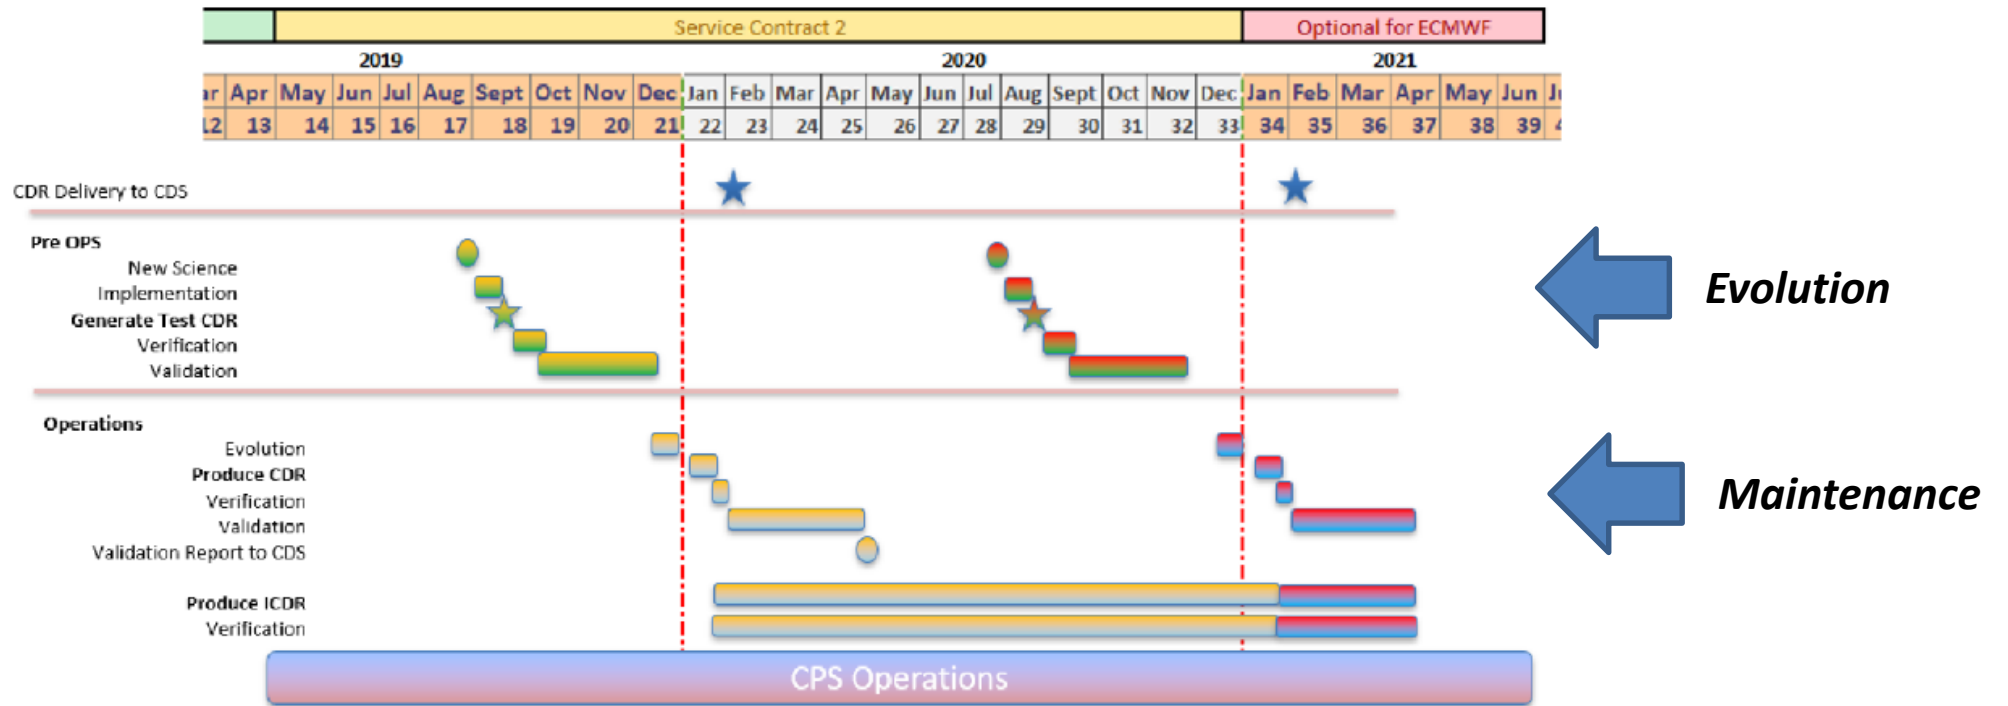 Service Contract 2 Optional for ECMWF
2019 2020 2021
Apr May Jun Jul Aug Sept Oct Nov Dec Jan Feb Mar Apr May Jun Jul Aug Sept Oct Nov Dec Jan Feb Mar Apr May Jun
13 14 15 16 17 18 19 20 21 22 23 24 25 26 27 28 29 30 31 32 33 34 35 36 37 38 39
CDR Delivery to CDS
Pre OPS
New Science
Implementation
Evolution
Generate Test CDR
Verification
Validation
Operations
Evolution
Produce CDR
Maintenance
Verification
Validation
Validation Report to CDS
Produce ICDR
Verification
CPS Operations